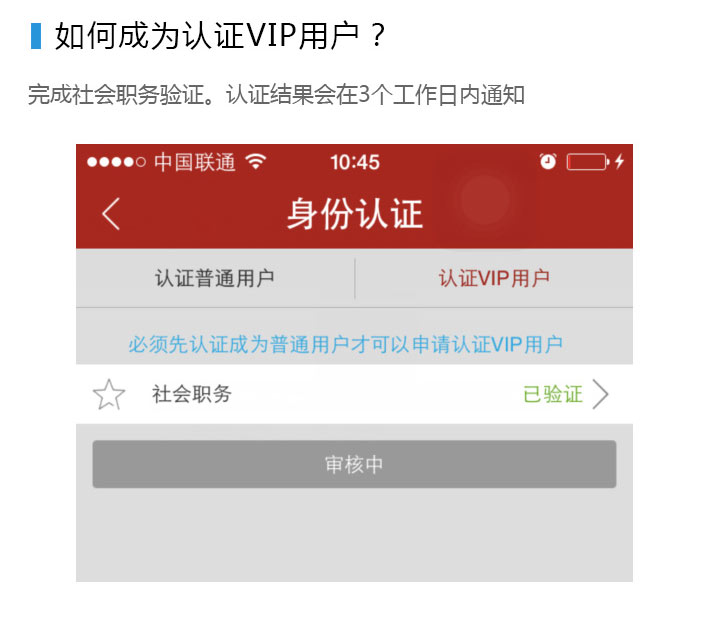 如何成为认证VIP用户？
完成社会职务验证。认证结果会在3个工作日内通知
中国联通 10:45
身份认证
认证普通用户 认证VIP用户
必须先认证成为普通用户才可以申请认证VIP用户
社会职务 已验证
审核中